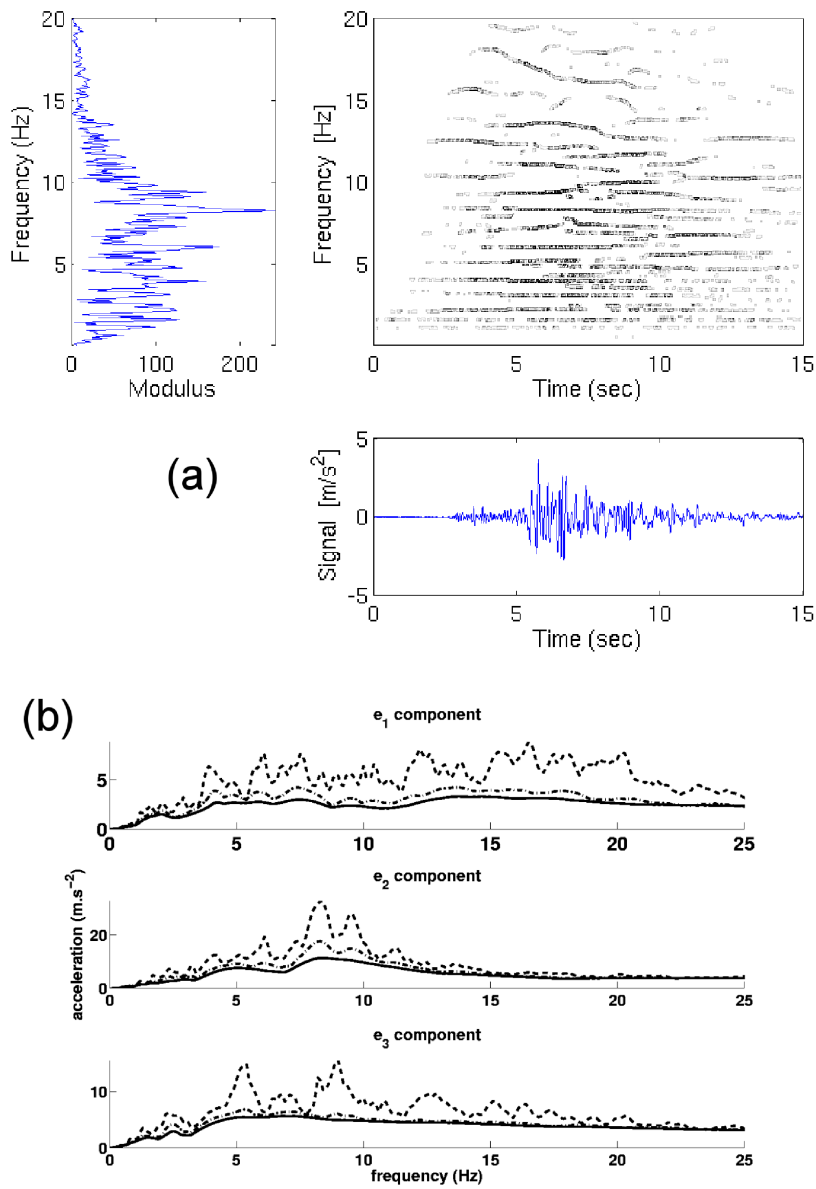 20
15
10
5
Frequency (Hz)
0 100 200
Modulus
20
15
10
5
Frequency [Hz]
0 5 10 15
Time (sec)
(a)
5
0
-5
Signal [m/s²]
0 5 10 15
Time (sec)
(b)
e₁ component
5
0
0 5 10 15 20 25
e₂ component
acceleration (m.s⁻²)
20
0
0 5 10 15 20 25
e₃ component
10
0
0 5 10 15 20 25
frequency (Hz)